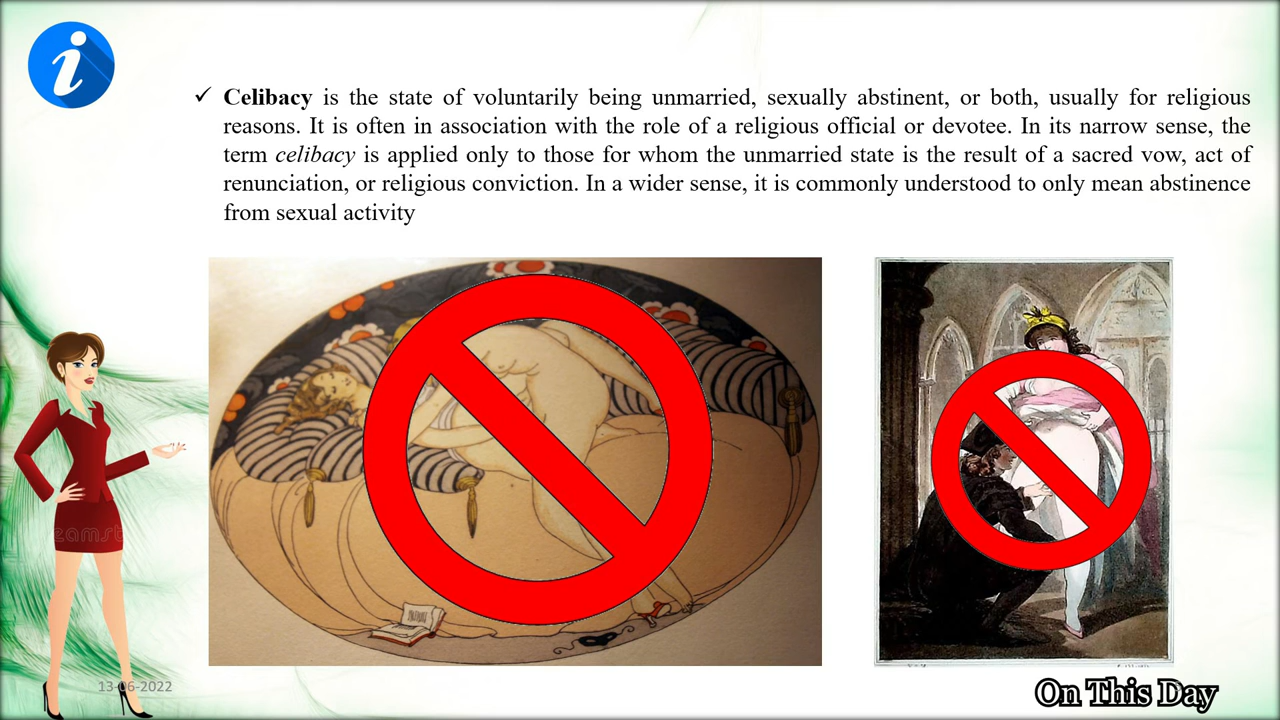 Celibacy is the state of voluntarily being unmarried, sexually abstinent, or both, usually for religious
reasons. It is often in association with the role of a religious official or devotee. In its narrow sense, the
term celibacy is applied only to those for whom the unmarried state is the result of a sacred vow, act of
renunciation, or religious conviction. In a wider sense, it is commonly understood to only mean abstinence
from sexual activity
13-06-2022
On This Day